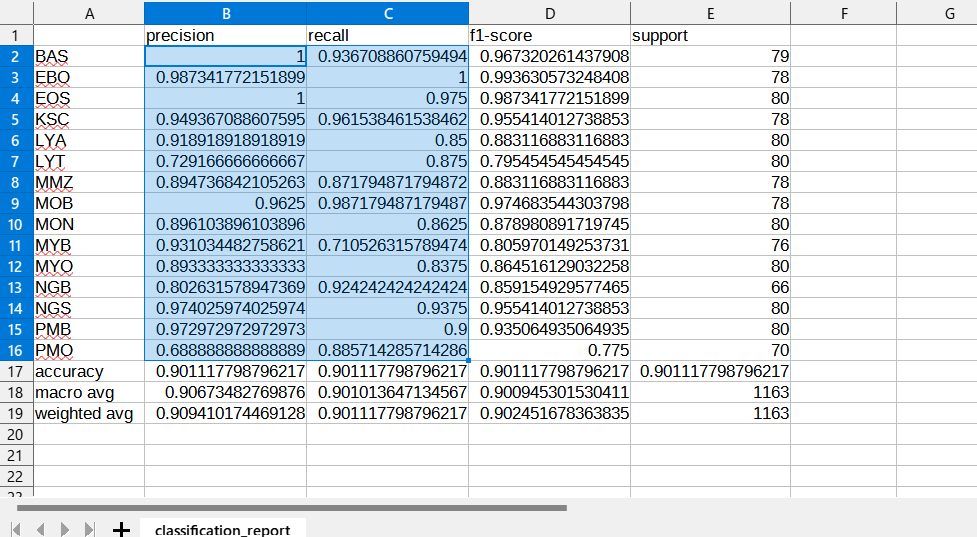 A B C D E F G
1 precision recall f1-score support
2 BAS 1 0.936708860759494 0.967320261437908 79
3 EBO 0.987341772151899 1 0.993630573248408 78
4 EOS 1 0.975 0.987341772151899 80
5 KSC 0.949367088607595 0.961538461538462 0.955414012738853 78
6 LYA 0.918918918918919 0.85 0.883116883116883 80
7 LYT 0.729166666666667 0.875 0.795454545454545 80
8 MMZ 0.894736842105263 0.871794871794872 0.883116883116883 78
9 MOB 0.9625 0.987179487179487 0.974683544303798 78
10 MON 0.896103896103896 0.8625 0.878980891719745 80
11 MYB 0.931034482758621 0.710526315789474 0.805970149253731 76
12 MYO 0.893333333333333 0.8375 0.864516129032258 80
13 NGB 0.802631578947369 0.924242424242424 0.859154929577465 66
14 NGS 0.974025974025974 0.9375 0.955414012738853 80
15 PMB 0.972972972972973 0.9 0.935064935064935 80
16 PMO 0.688888888888889 0.885714285714286 0.775 70
17 accuracy 0.901117798796217 0.901117798796217 0.901117798796217 0.901117798796217
18 macro avg 0.90673482769876 0.901013647134567 0.900945301530411 1163
19 weighted avg 0.909410174469128 0.901117798796217 0.902451678363835 1163
20
21
22
23
classification_report